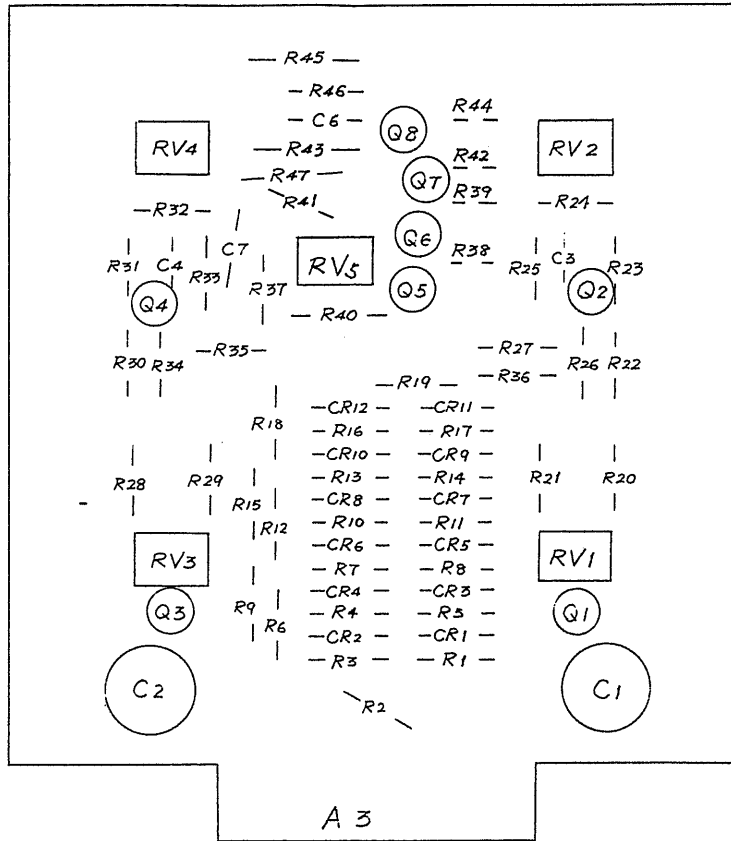 R45
R46
C6
R44
Q8
RV4
R43
RV2
R42
R47
Q7
R39
R41
R32
R24
Q6
C7
R38
R31
C4
R33
RV5
R25
C3
R23
R37
Q4
Q5
Q2
R40
R35
R27
R30
R34
R36
R26
R22
R19
CR12
CR11
R18
R16
R17
CR10
CR9
R28
R29
R13
R14
R21
R20
R15
CR8
CR7
R12
R10
R11
RV3
CR6
CR5
RV1
R7
R8
CR4
CR3
R9
Q3
R4
R5
Q1
R6
CR2
CR1
R3
R1
C2
C1
R2
A3